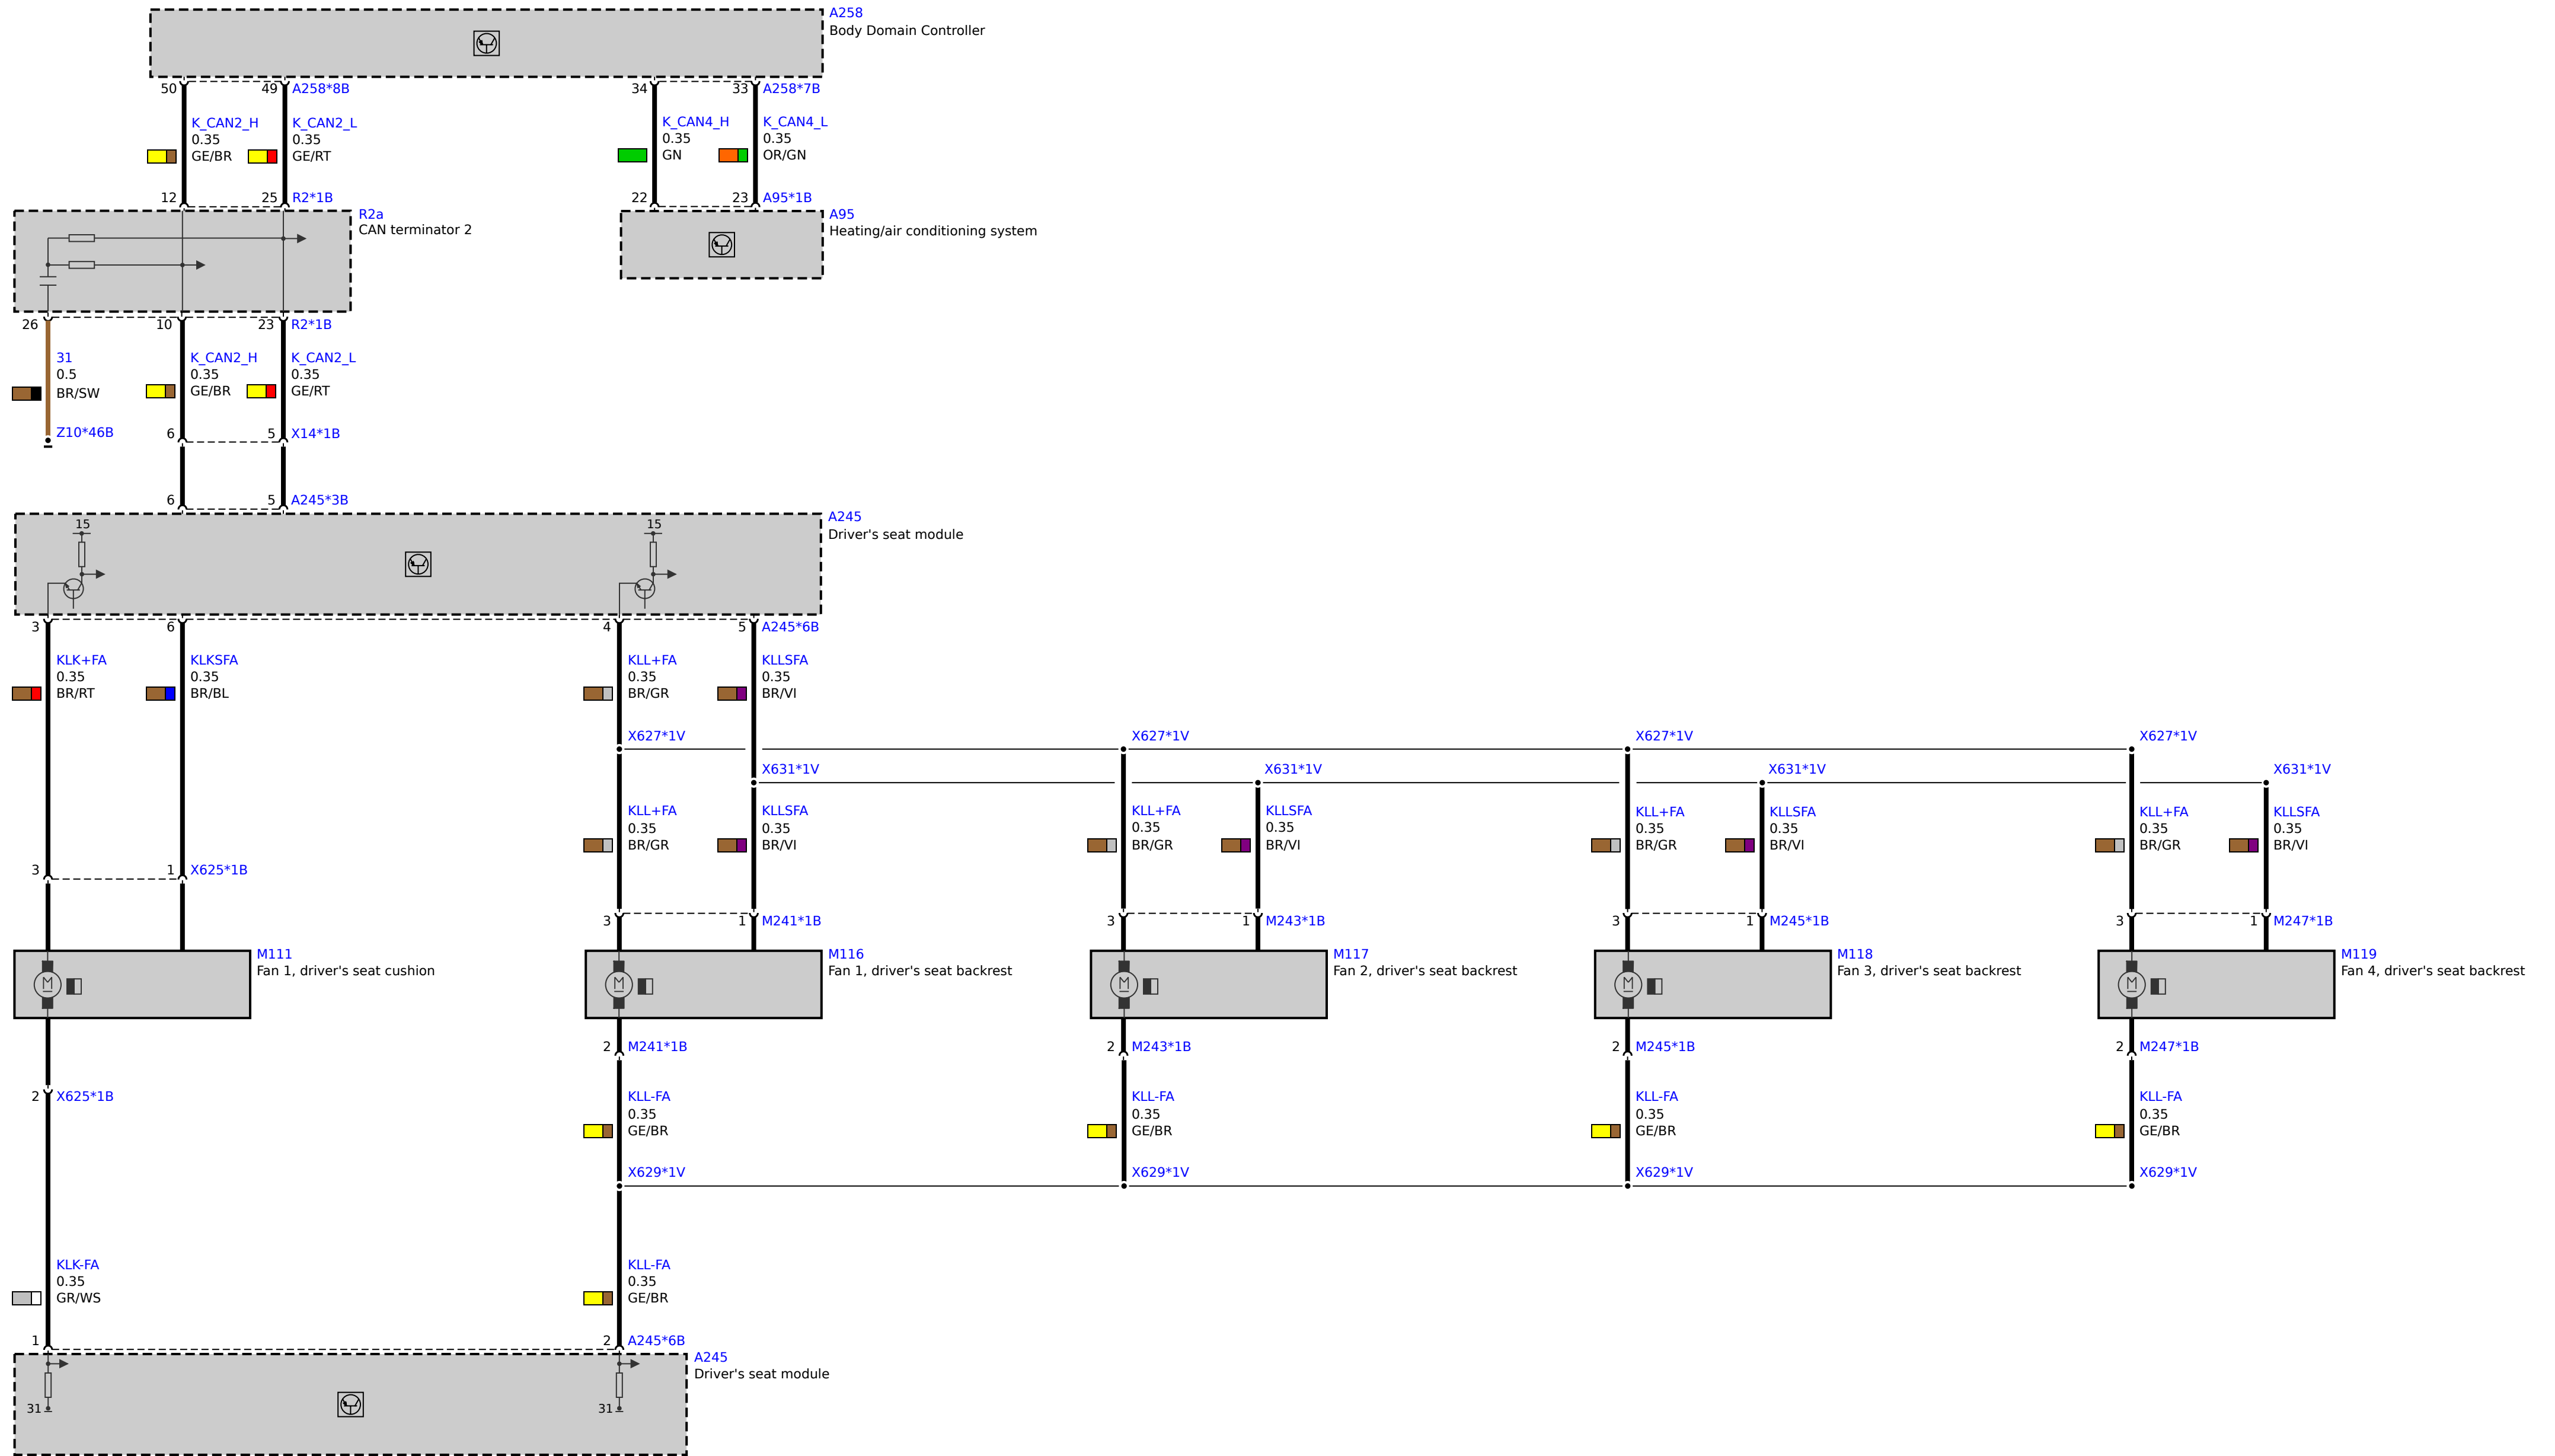 A258
Body Domain Controller
50
49
A258*8B
34
33
A258*7B
K_CAN2_H
0.35
GE/BR
K_CAN2_L
0.35
GE/RT
K_CAN4_H
0.35
GN
K_CAN4_L
0.35
OR/GN
12
25
R2*1B
22
23
A95*1B
R2a
CAN terminator 2
A95
Heating/air conditioning system
26
10
23
R2*1B
31
0.5
BR/SW
K_CAN2_H
0.35
GE/BR
K_CAN2_L
0.35
GE/RT
Z10*46B
6
5
X14*1B
6
5
A245*3B
A245
Driver's seat module
15
15
3
6
4
5
A245*6B
KLK+FA
0.35
BR/RT
KLKSFA
0.35
BR/BL
KLL+FA
0.35
BR/GR
KLLSFA
0.35
BR/VI
X627*1V
X627*1V
X627*1V
X627*1V
X631*1V
X631*1V
X631*1V
X631*1V
KLL+FA
0.35
BR/GR
KLLSFA
0.35
BR/VI
KLL+FA
0.35
BR/GR
KLLSFA
0.35
BR/VI
KLL+FA
0.35
BR/GR
KLLSFA
0.35
BR/VI
KLL+FA
0.35
BR/GR
KLLSFA
0.35
BR/VI
3
1
X625*1B
3
1
M241*1B
3
1
M243*1B
3
1
M245*1B
3
1
M247*1B
M111
Fan 1, driver's seat cushion
M116
Fan 1, driver's seat backrest
M117
Fan 2, driver's seat backrest
M118
Fan 3, driver's seat backrest
M119
Fan 4, driver's seat backrest
M
M
M
M
M
2
M241*1B
2
M243*1B
2
M245*1B
2
M247*1B
2
X625*1B
KLL-FA
0.35
GE/BR
KLL-FA
0.35
GE/BR
KLL-FA
0.35
GE/BR
KLL-FA
0.35
GE/BR
X629*1V
X629*1V
X629*1V
X629*1V
KLK-FA
0.35
GR/WS
KLL-FA
0.35
GE/BR
1
2
A245*6B
A245
Driver's seat module
31
31